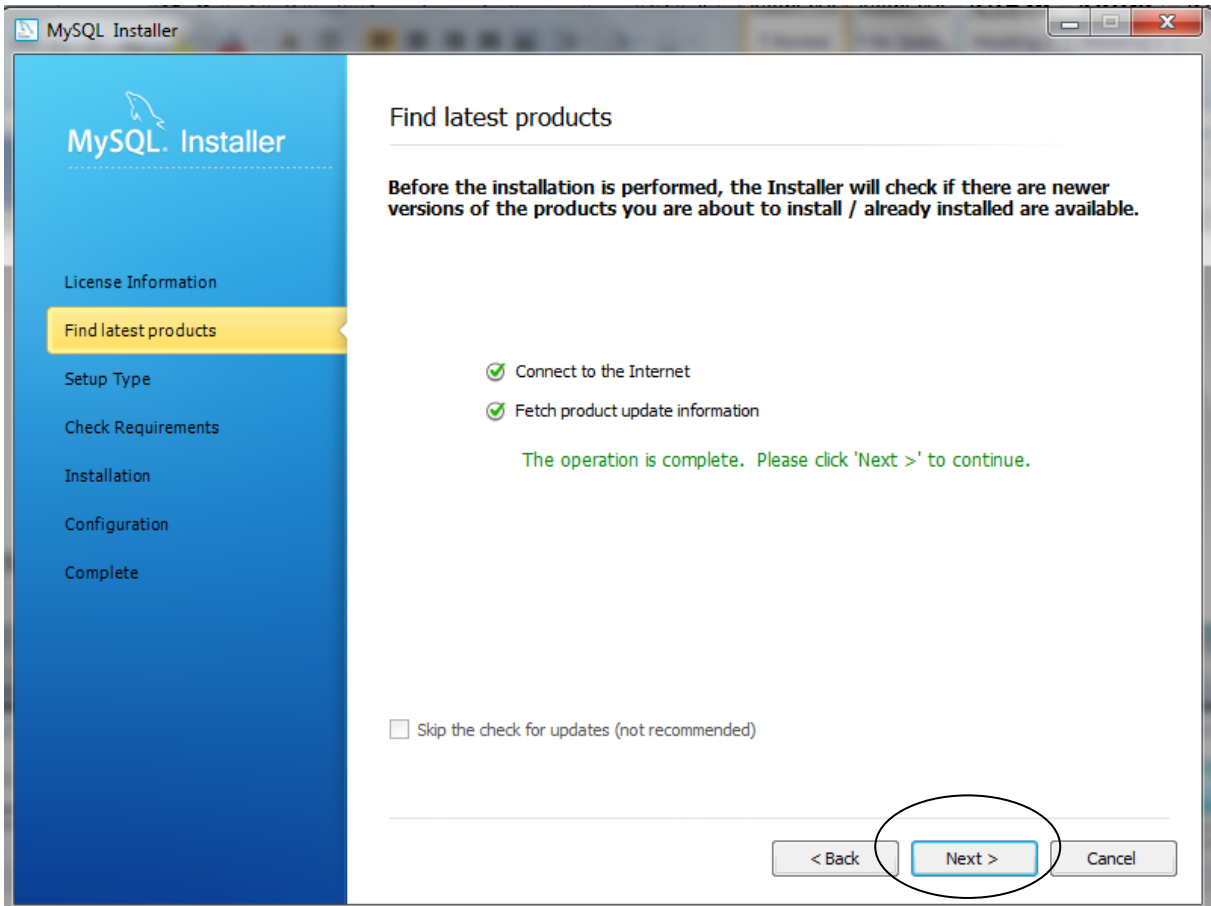 MySQL Installer
MySQL. Installer
License Information
Find latest products
Setup Type
Check Requirements
Installation
Configuration
Complete
Find latest products
Before the installation is performed, the Installer will check if there are newer
versions of the products you are about to install / already installed are available.
Connect to the Internet
Fetch product update information
The operation is complete. Please click 'Next >' to continue.
Skip the check for updates (not recommended)
< Back
Next >
Cancel